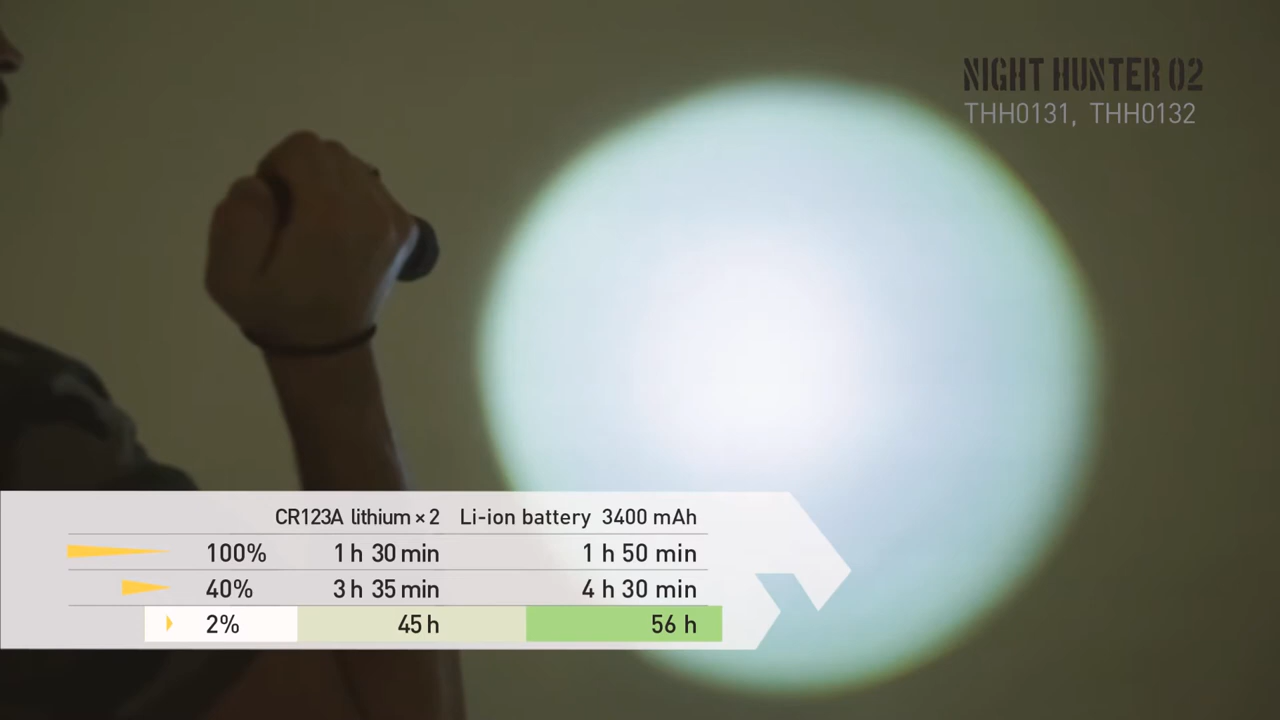 NIGHT HUNTER 02
THH0131, THH0132
CR123A lithium × 2 Li-ion battery 3400 mAh
100% 1 h 30 min 1 h 50 min
40% 3 h 35 min 4 h 30 min
2% 45 h 56 h